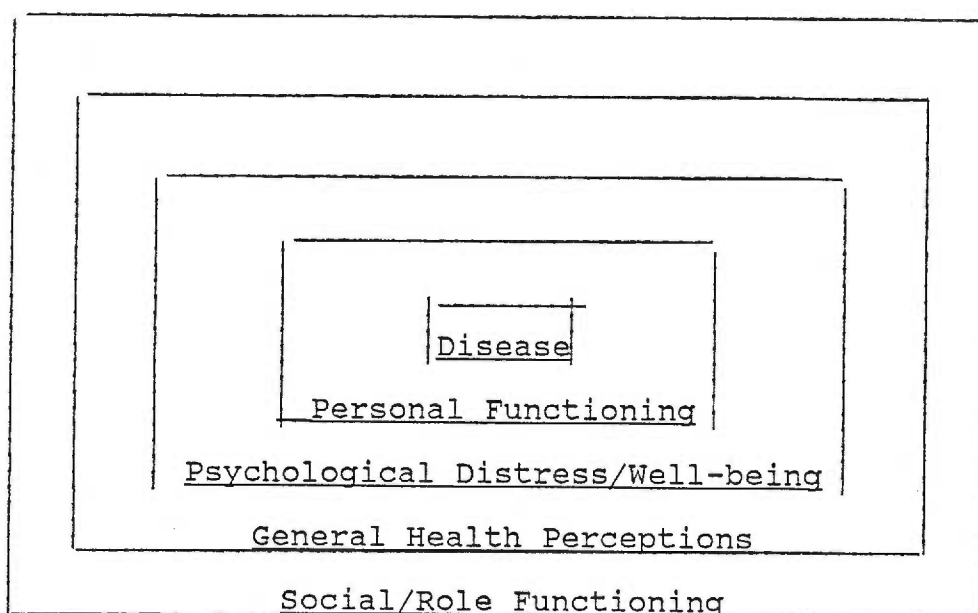 Disease
Personal Functioning
Psychological Distress/Well-being
General Health Perceptions
Social/Role Functioning